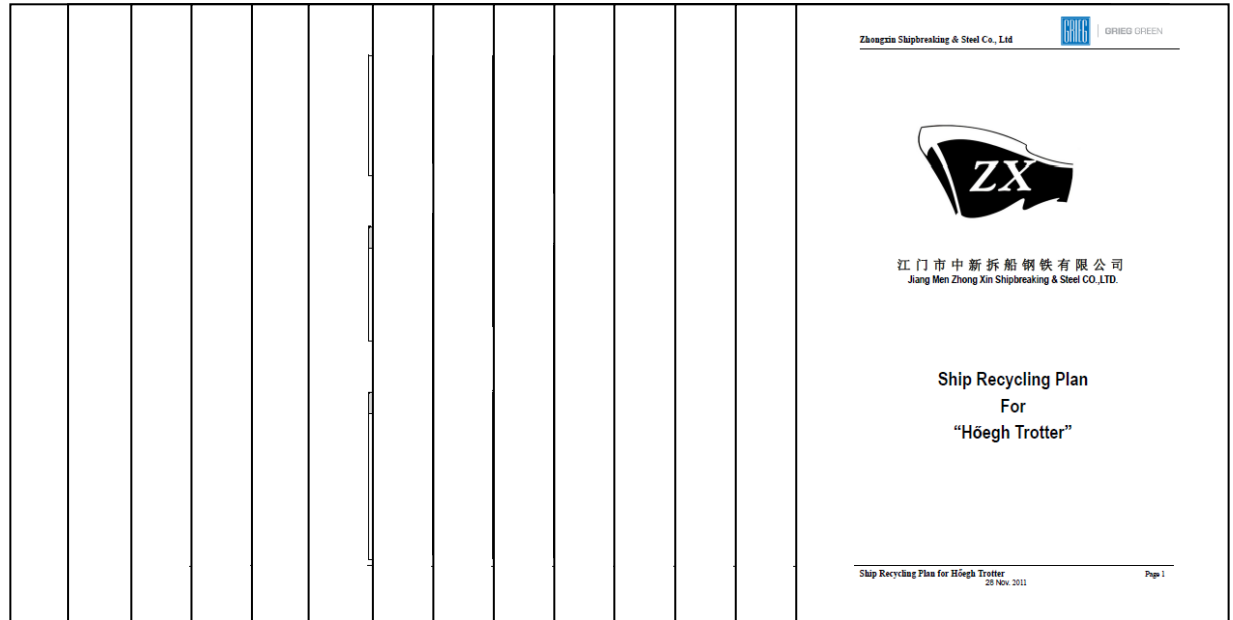 Zhongxin Shipbreaking & Steel Co., Ltd
GRIEG
GRIEG GREEN
ZX
江门市中新拆船钢铁有限公司
Jiang Men Zhong Xin Shipbreaking & Steel CO.,LTD.
Ship Recycling Plan
For
“Hőegh Trotter”
Ship Recycling Plan for Hőegh Trotter
Page 1
28 Nov. 2011